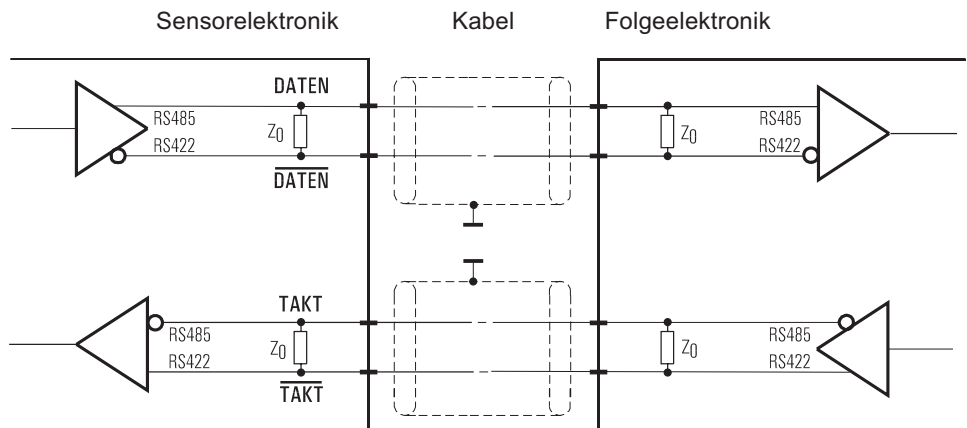 Sensorelektronik Kabel Folgeelektronik
DATEN
RS485 RS485
Z0 Z0
RS422 RS422
DATEN
TAKT
RS485 RS485
Z0 Z0
RS422 RS422
TAKT